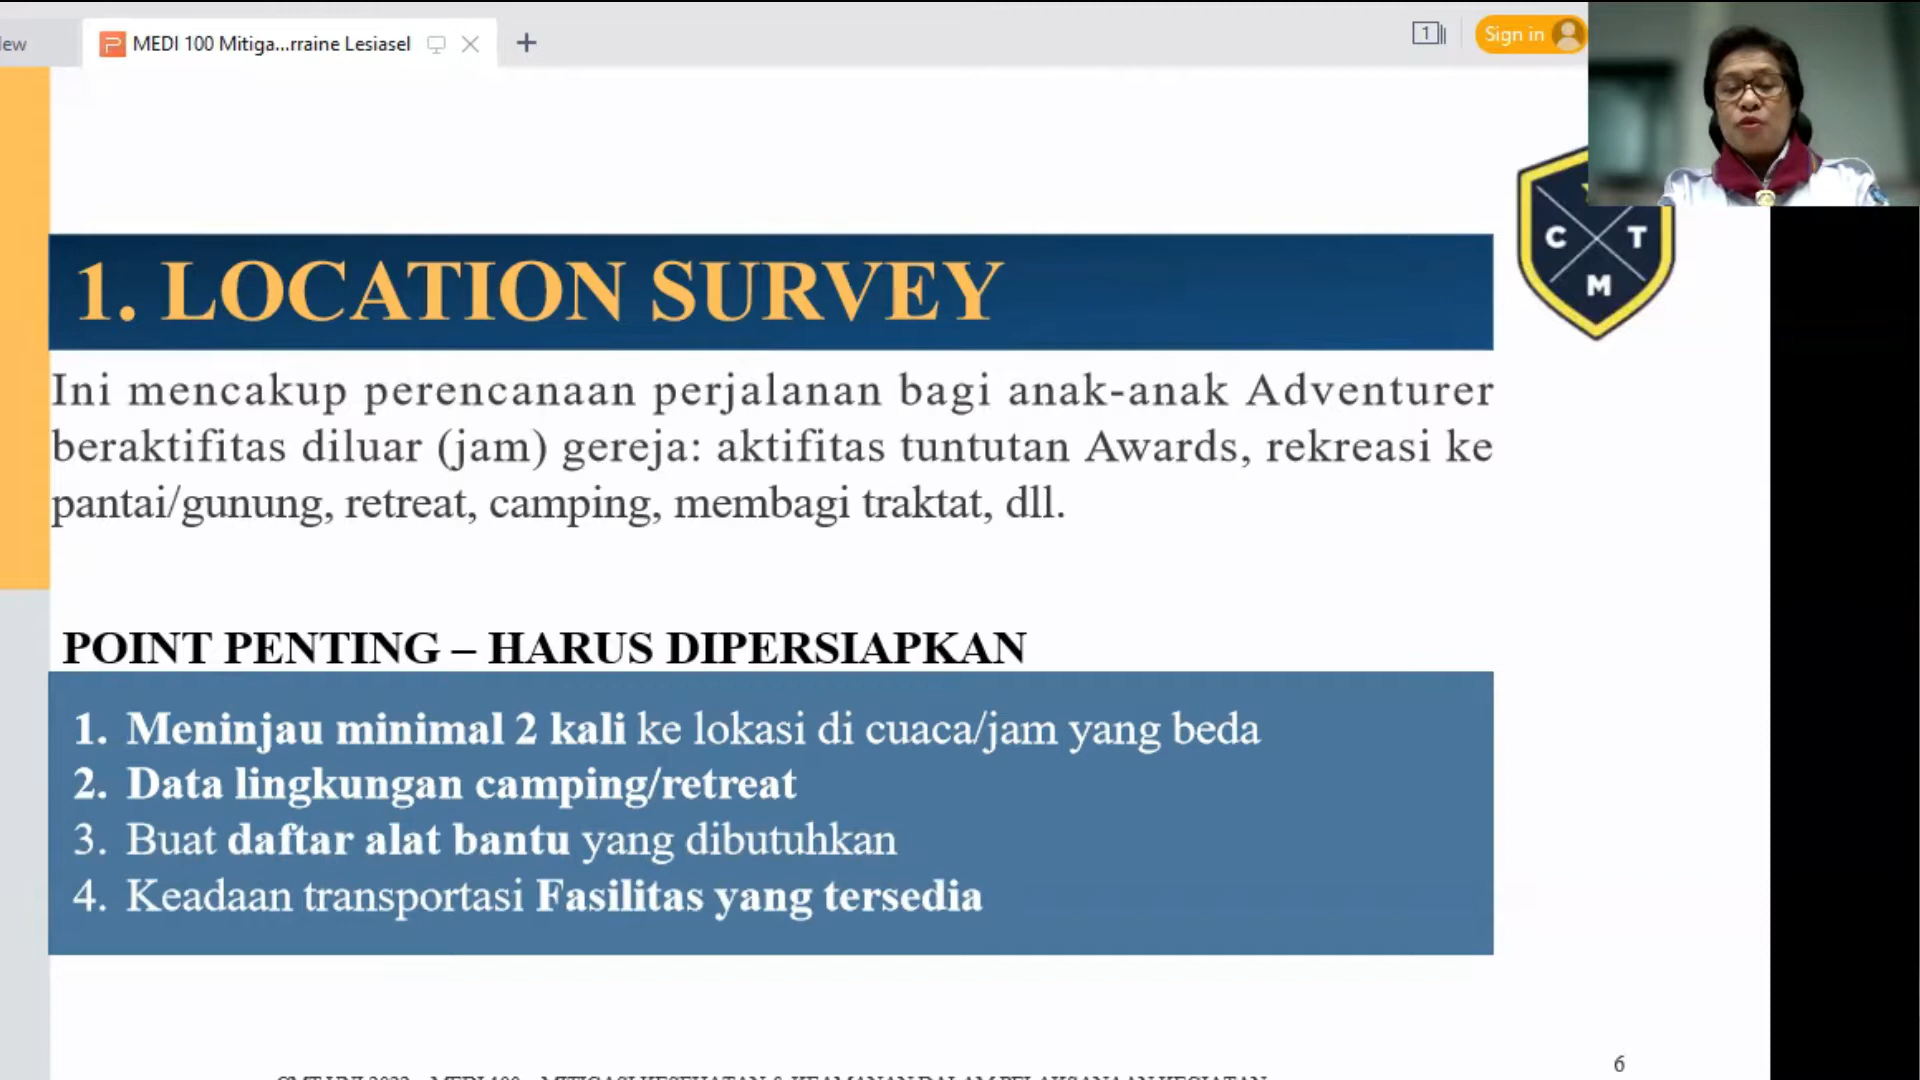 ew
MEDI 100 Mitiga...rraine Lesiasel
1
Sign in
C T
M
1. LOCATION SURVEY
Ini mencakup perencanaan perjalanan bagi anak-anak Adventurer
beraktifitas diluar (jam) gereja: aktifitas tuntutan Awards, rekreasi ke
pantai/gunung, retreat, camping, membagi traktat, dll.
POINT PENTING – HARUS DIPERSIAPKAN
1. Meninjau minimal 2 kali ke lokasi di cuaca/jam yang beda
2. Data lingkungan camping/retreat
3. Buat daftar alat bantu yang dibutuhkan
4. Keadaan transportasi Fasilitas yang tersedia
6